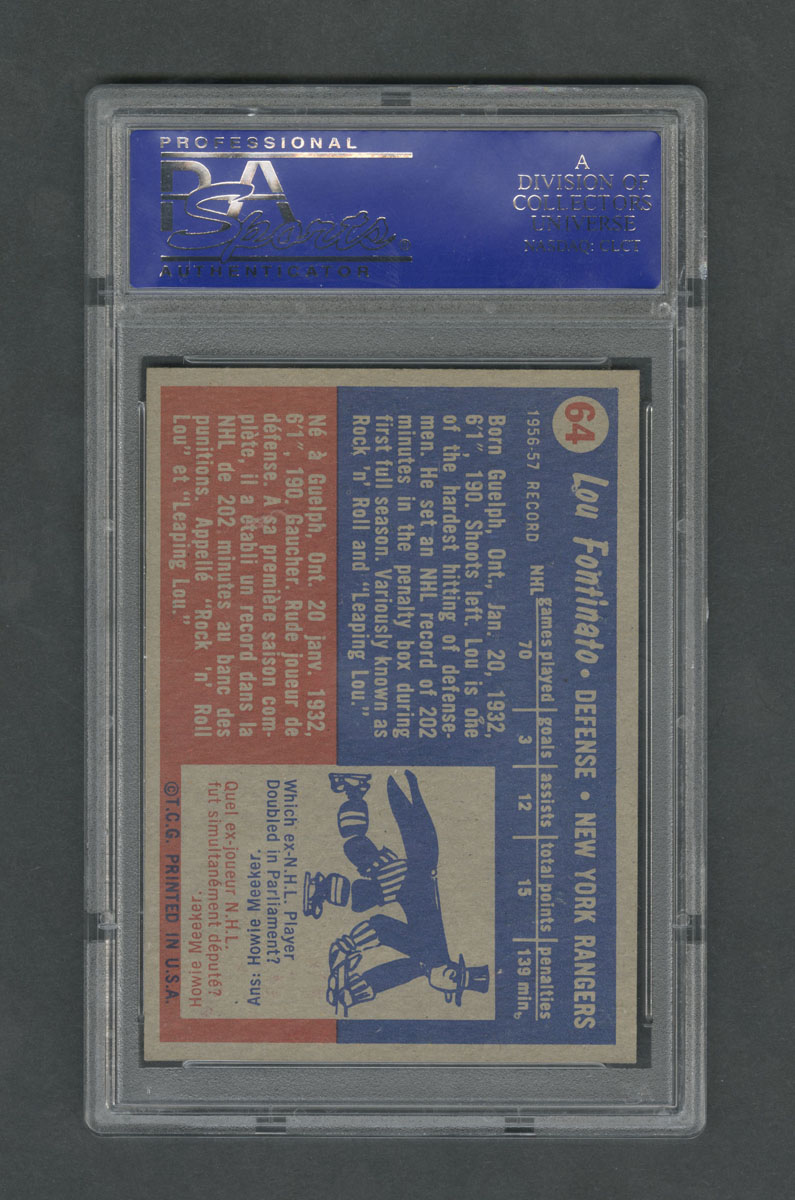 PROFESSIONAL
PSA
Sports®
AUTHENTICATOR
A
DIVISION OF
COLLECTORS
UNIVERSE
NASDAQ: CLCT
64 Lou Fontinato • DEFENSE • NEW YORK RANGERS
1956-57 RECORD games played goals assists total points penalties
NHL 70 3 12 15 139 min.
Born Guelph, Ont., Jan. 20, 1932,
6'1", 190. Shoots left. Lou is one
of the hardest hitting of defense-
men. He set an NHL record of 202
minutes in the penalty box during
first full season. Variously known as
Rock 'n' Roll and "Leaping Lou."
Né à Guelph, Ont. 20 janv. 1932,
6'1", 190. Gaucher. Rude joueur de
défense. A sa première saison com-
plète, il a établi un record dans la
NHL de 202 minutes au banc des
punitions. Appellé "Rock 'n' Roll
Lou" et "Leaping Lou."
Which ex-N.H.L. Player
Doubled in Parliament?
Ans: Howie Meeker.
Quel ex-joueur N.H.L.
fut simultanément député?
Howie Meeker.
©T.C.G. PRINTED IN U.S.A.